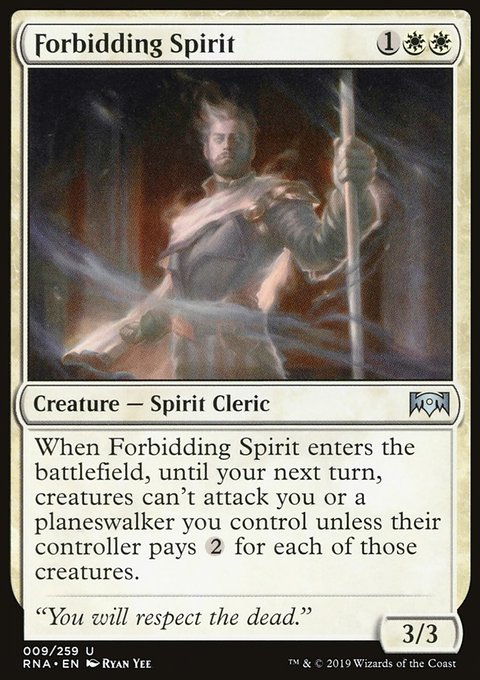 Forbidding Spirit 1
Creature — Spirit Cleric
When Forbidding Spirit enters the
battlefield, until your next turn,
creatures can't attack you or a
planeswalker you control unless their
controller pays 2 for each of those
creatures.
“You will respect the dead.”
3/3
009/259 U
RNA • EN Ryan Yee
™ & © 2019 Wizards of the Coast